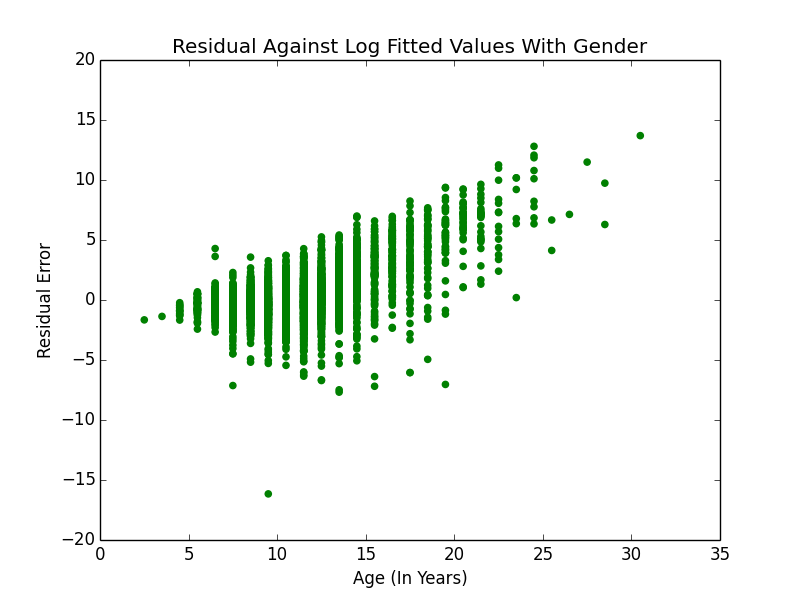 Residual Against Log Fitted Values With Gender
20
15
10
5
0
−5
−10
−15
−20
Residual Error
0 5 10 15 20 25 30 35
Age (In Years)